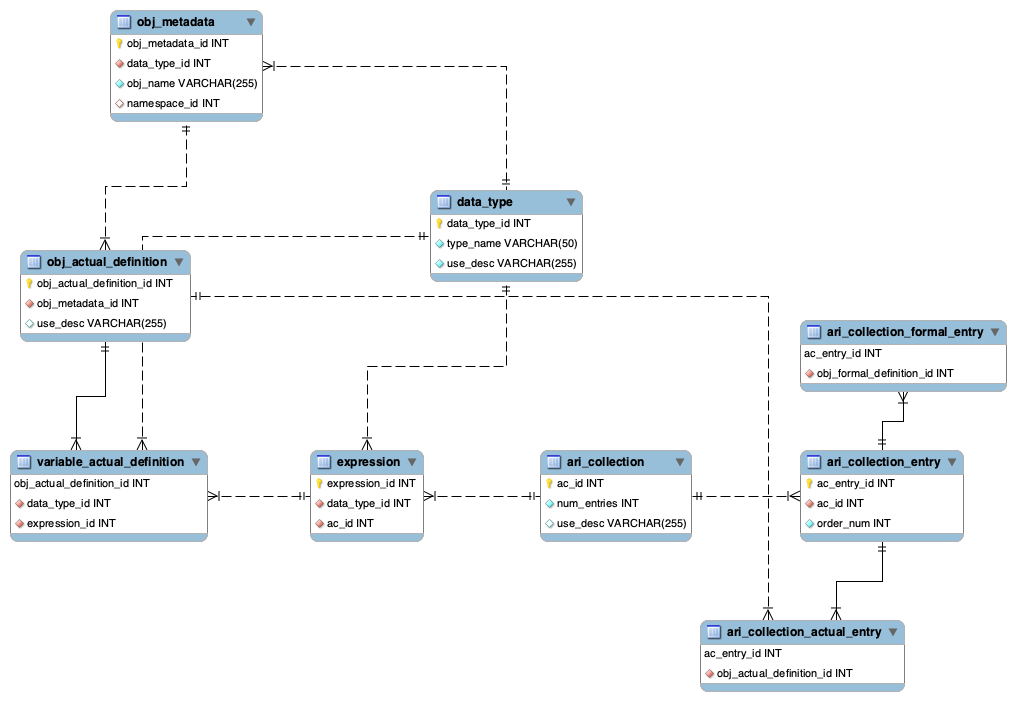 obj_metadata
obj_metadata_id INT
data_type_id INT
obj_name VARCHAR(255)
namespace_id INT
data_type
data_type_id INT
type_name VARCHAR(50)
use_desc VARCHAR(255)
obj_actual_definition
obj_actual_definition_id INT
obj_metadata_id INT
use_desc VARCHAR(255)
ari_collection_formal_entry
ac_entry_id INT
obj_formal_definition_id INT
variable_actual_definition
obj_actual_definition_id INT
data_type_id INT
expression_id INT
expression
expression_id INT
data_type_id INT
ac_id INT
ari_collection
ac_id INT
num_entries INT
use_desc VARCHAR(255)
ari_collection_entry
ac_entry_id INT
ac_id INT
order_num INT
ari_collection_actual_entry
ac_entry_id INT
obj_actual_definition_id INT